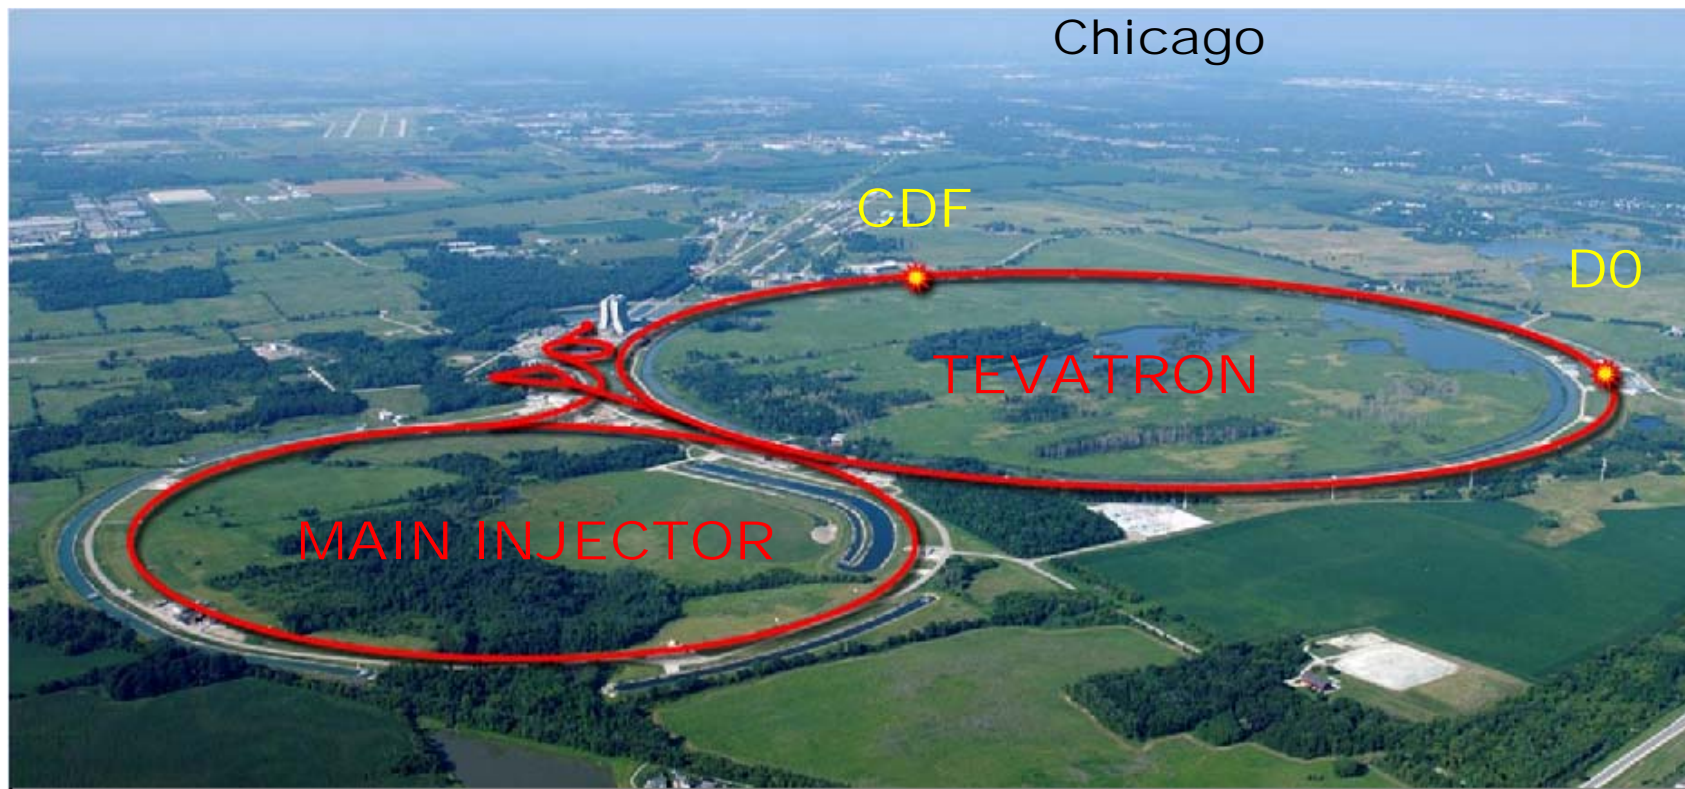 Chicago
CDF
D0
TEVATRON
MAIN INJECTOR